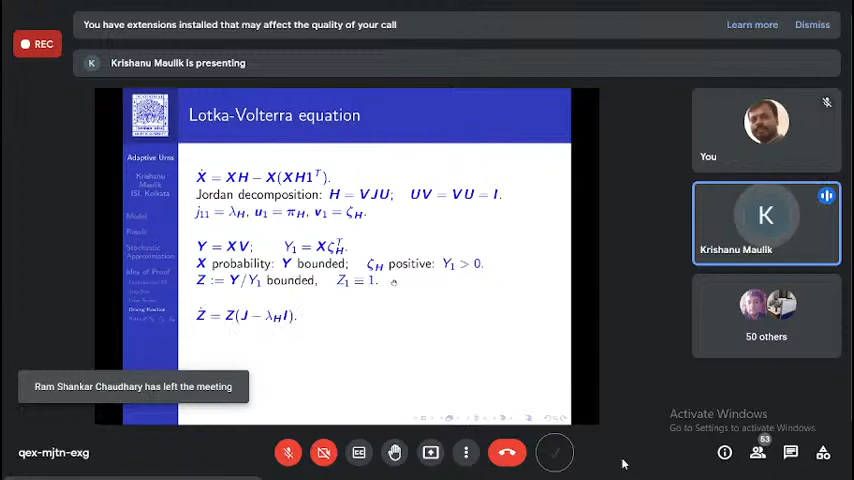 You have extensions installed that may affect the quality of your call
Learn more
Dismiss
REC
K
Krishanu Maulik is presenting
Lotka-Volterra equation
Adaptive Urns
Krishanu
Maulik
ISI, Kolkata
Model
Results
Stochastic
Approximation
Idea of Proof
Ẋ = XH − X(XH1ᵀ).
Jordan decomposition: H = VJU; UV = VU = I.
j₁₁ = λ_H, u₁ = π_H, v₁ = ζ_H.
Y = XV; Y₁ = Xζ_Hᵀ.
X probability: Y bounded; ζ_H positive: Y₁ > 0.
Z := Y/Y₁ bounded, Z₁ ≡ 1.
Ż = Z(J − λ_H I).
You
K
Krishanu Maulik
50 others
Ram Shankar Chaudhary has left the meeting
Activate Windows
Go to Settings to activate Windows.
qex-mjtn-exg
53